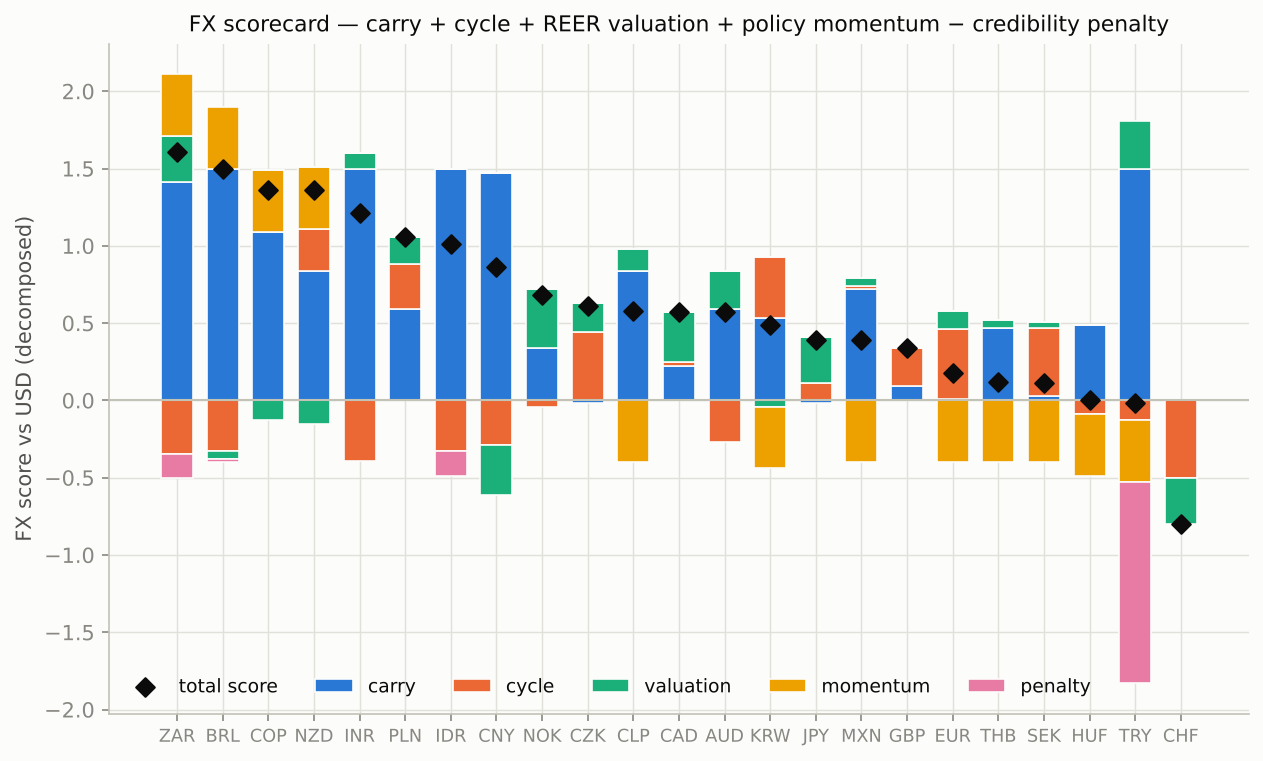 FX scorecard — carry + cycle + REER valuation + policy momentum − credibility penalty
FX score vs USD (decomposed)
2.0
1.5
1.0
0.5
0.0
−0.5
−1.0
−1.5
−2.0
total score carry cycle valuation momentum penalty
ZAR BRL COP NZD INR PLN IDR CNY NOK CZK CLP CAD AUD KRW JPY MXN GBP EUR THB SEK HUF TRY CHF